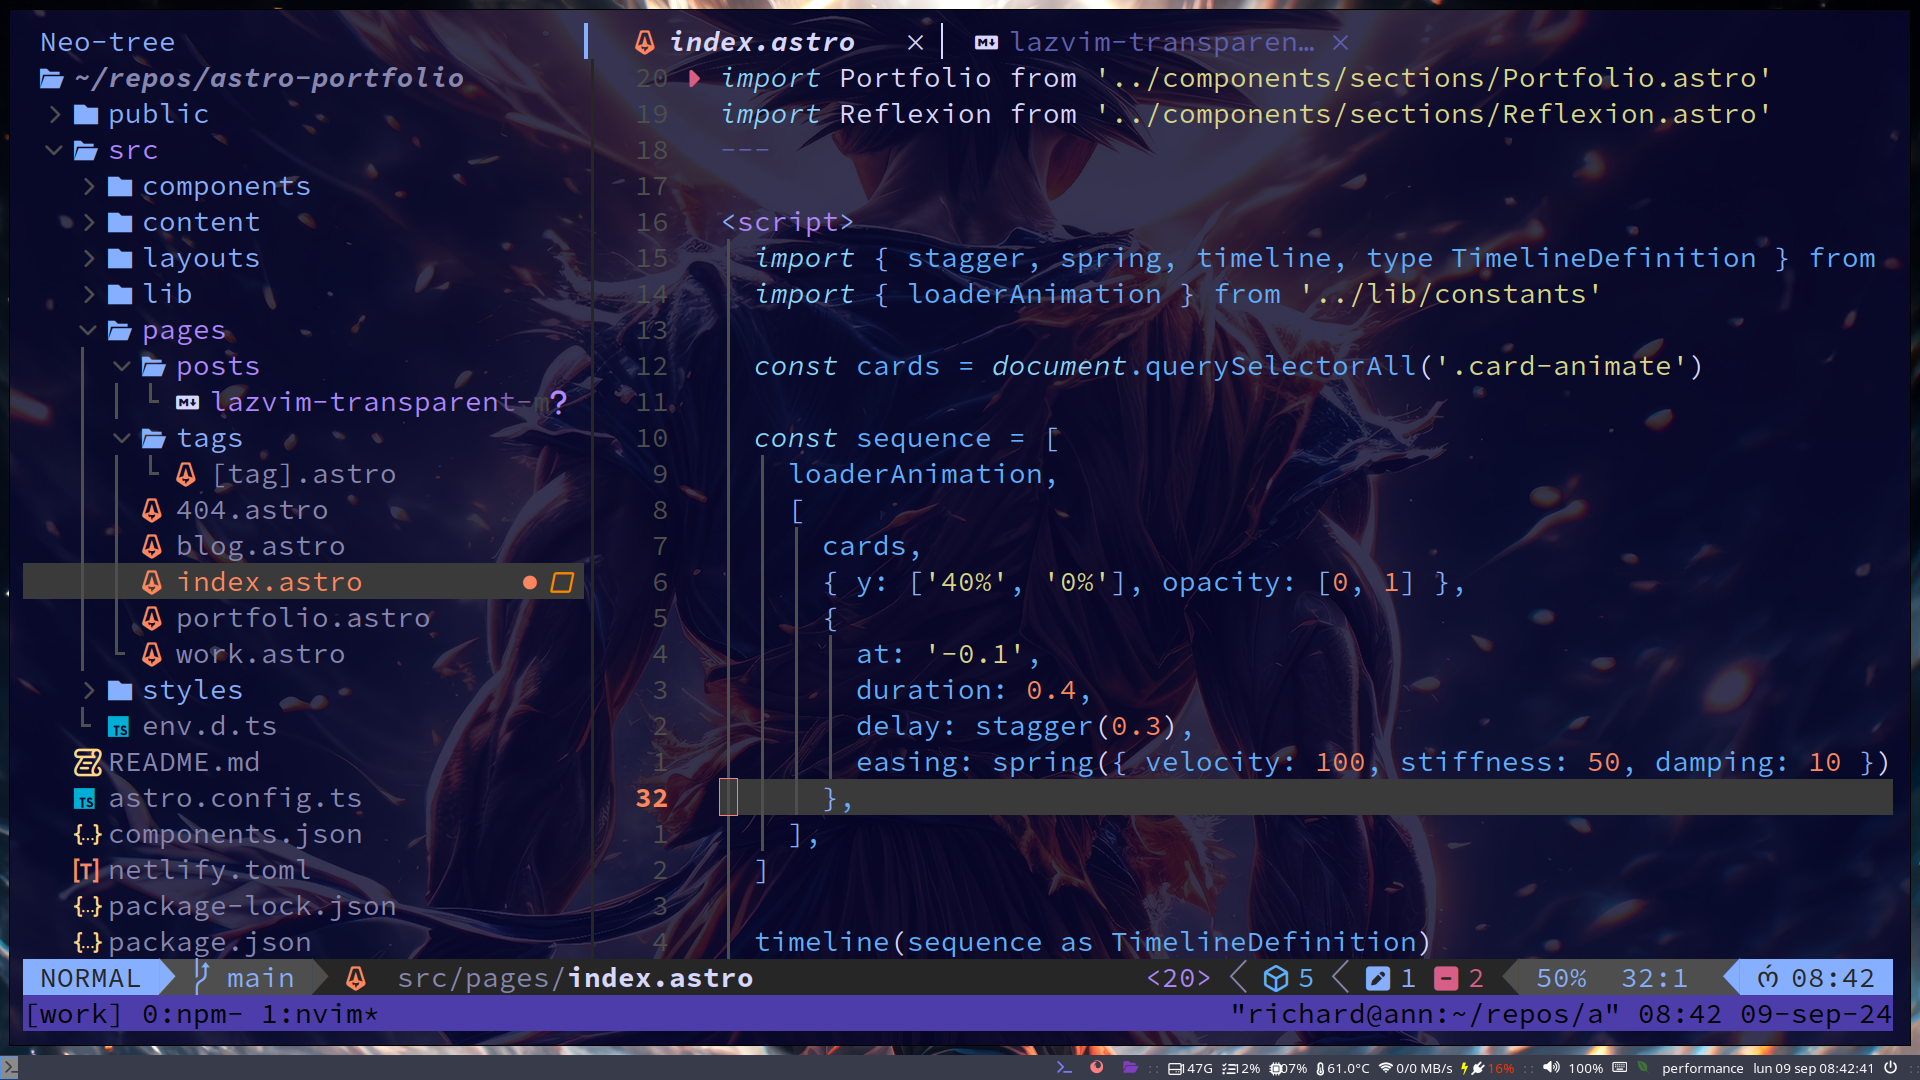 Neo-tree
~/repos/astro-portfolio
public
src
components
content
layouts
lib
pages
posts
lazvim-transparent-m?
tags
[tag].astro
404.astro
blog.astro
index.astro
portfolio.astro
work.astro
styles
TS env.d.ts
README.md
TS astro.config.ts
{..} components.json
[T] netlify.toml
{..} package-lock.json
{..} package.json
index.astro × lazvim-transparen… ×
20 import Portfolio from '../components/sections/Portfolio.astro'
19 import Reflexion from '../components/sections/Reflexion.astro'
18 ---
17
16 <script>
15 import { stagger, spring, timeline, type TimelineDefinition } from
14 import { loaderAnimation } from '../lib/constants'
13
12 const cards = document.querySelectorAll('.card-animate')
11
10 const sequence = [
9 loaderAnimation,
8 [
7 cards,
6 { y: ['40%', '0%'], opacity: [0, 1] },
5 {
4 at: '-0.1',
3 duration: 0.4,
2 delay: stagger(0.3),
1 easing: spring({ velocity: 100, stiffness: 50, damping: 10 })
32 },
1 ],
2 ]
3
4 timeline(sequence as TimelineDefinition)
NORMAL main src/pages/index.astro <20> 5 1 2 50% 32:1 08:42
[work] 0:npm- 1:nvim* "richard@ann:~/repos/a" 08:42 09-sep-24
47G 2% 07% 61.0°C 0/0 MB/s 16% 100% performance lun 09 sep 08:42:41